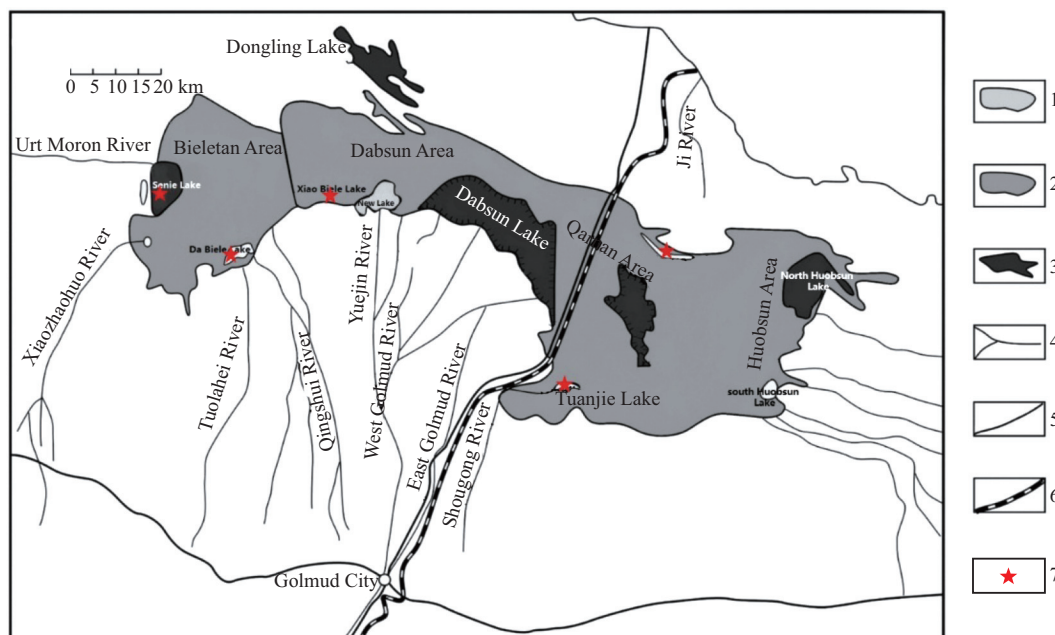 Dongling Lake
0 5 10 15 20 km
Urt Moron River
Bieletan Area
Dabsun Area
Ji River
Senie Lake
Xiao Biele Lake
New Lake
Dabsun Lake
Qarhan Area
Da Biele Lake
North Huobsun
Lake
Huobsun Area
Xiaozhaohuo River
Tuolahei River
Qingshui River
Yuejin River
West Golmud River
East Golmud River
Shougong River
Tuanjie Lake
south Huobsun
Lake
Golmud City
1
2
3
4
5
6
7